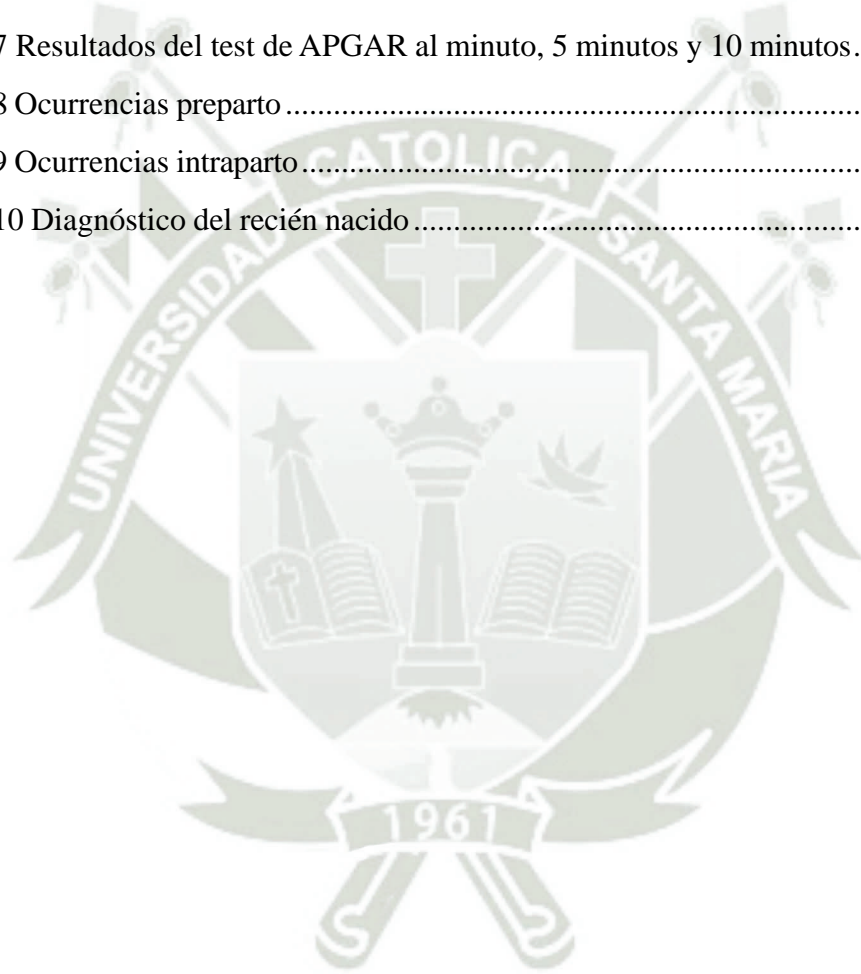 7 Resultados del test de APGAR al minuto, 5 minutos y 10 minutos.
8 Ocurrencias preparto ............................................................................
9 Ocurrencias intraparto.........................................................................
10 Diagnóstico del recién nacido ..........................................................
UNIVERSIDAD CATOLICA SANTA MARIA
1961